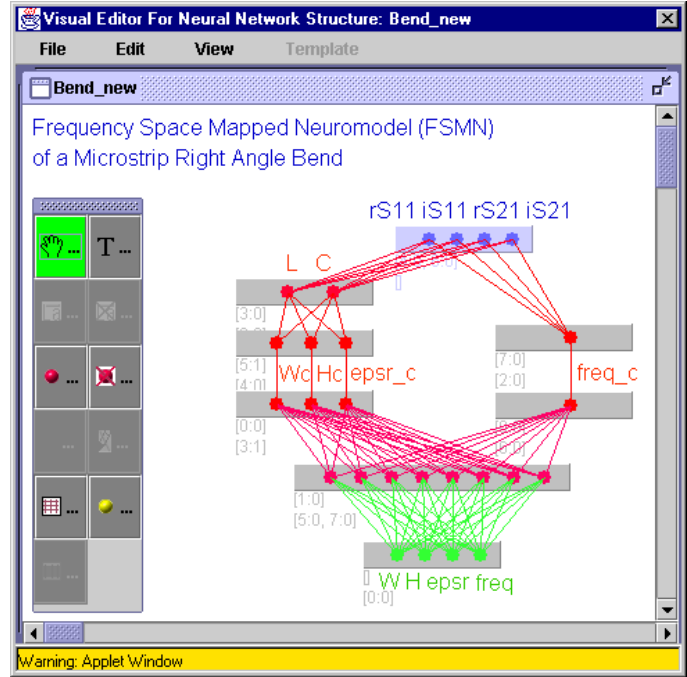 Visual Editor For Neural Network Structure: Bend_new
File Edit View Template
Bend_new
Frequency Space Mapped Neuromodel (FSMN)
of a Microstrip Right Angle Bend
rS11 iS11 rS21 iS21
T ...
L C
[3:0]
[5:1]
[4:0]
[7:0]
[2:0]
Wc Hc epsr_c
freq_c
[0:0]
[3:1]
[1:0]
[5:0, 7:0]
[0:0]
W H epsr freq
Warning: Applet Window